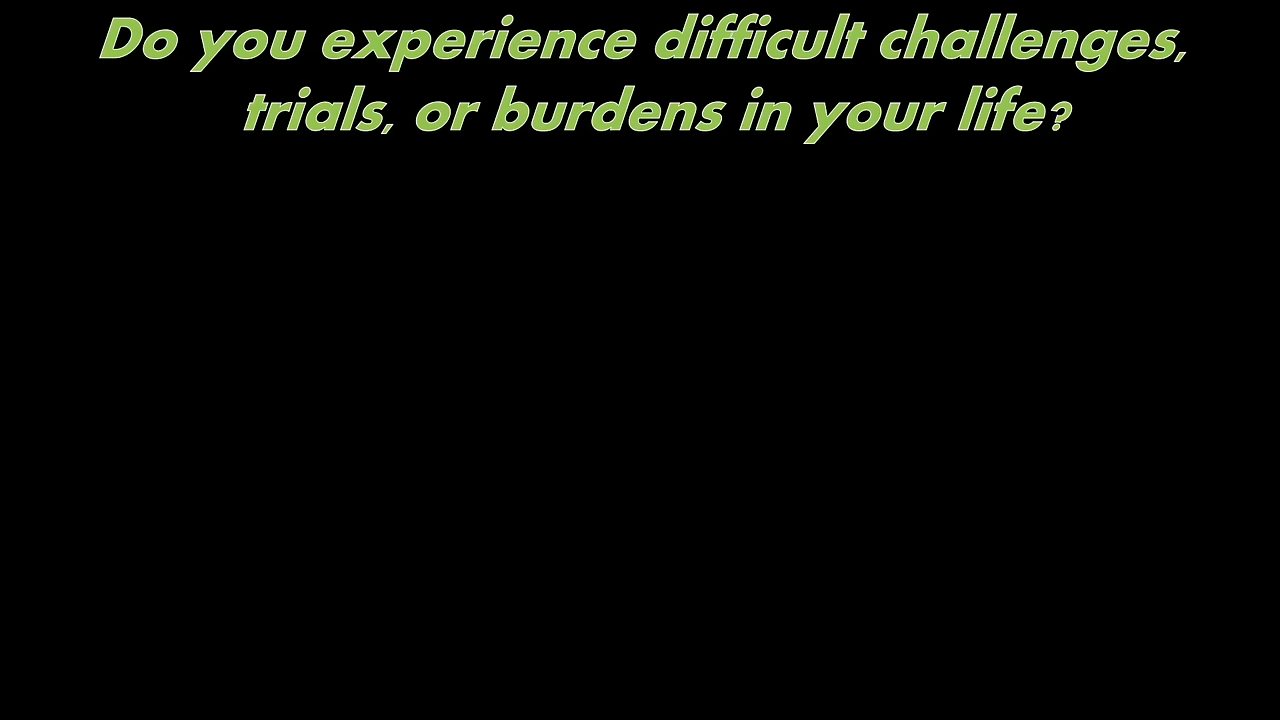 Do you experience difficult challenges,
trials, or burdens in your life?